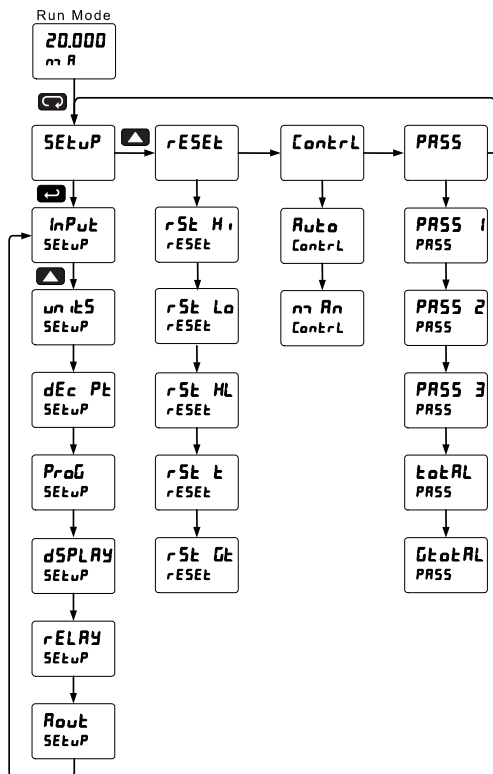 Run Mode
20.000
mA
SEtuP
rESEt
ContrL
PASS
InPut
SEtuP
rSt Hi
rESEt
Auto
ContrL
PASS 1
PASS
unitS
SEtuP
rSt Lo
rESEt
mAn
ContrL
PASS 2
PASS
dEc Pt
SEtuP
rSt HL
rESEt
PASS 3
PASS
ProG
SEtuP
rSt t
rESEt
totAL
PASS
dSPLAY
SEtuP
rSt Gt
rESEt
GtotAL
PASS
rELAY
SEtuP
Aout
SEtuP